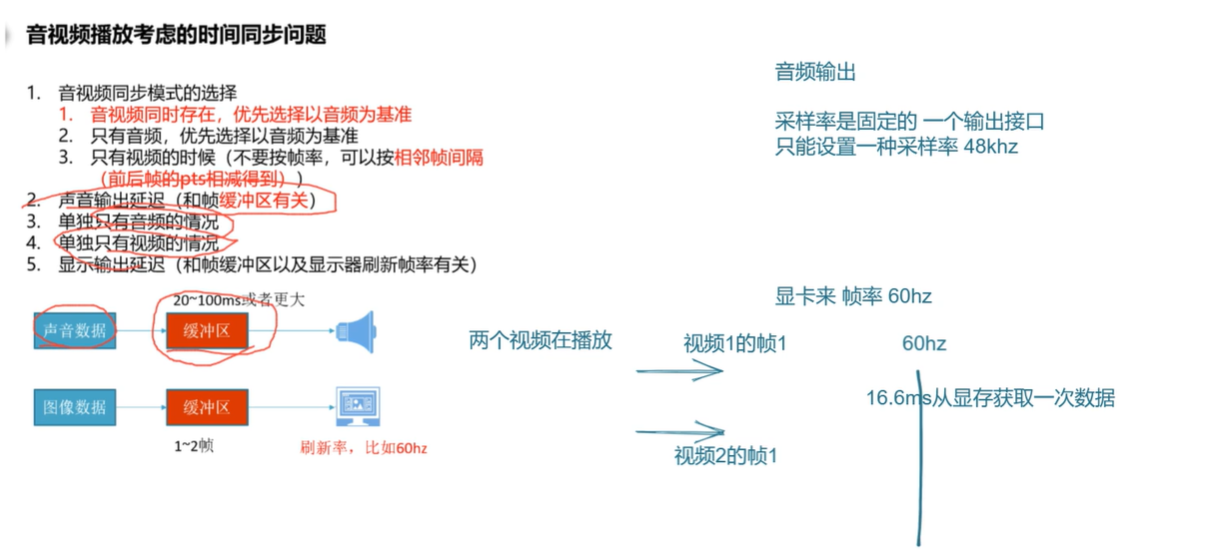 音视频播放考虑的时间同步问题
1. 音视频同步模式的选择
1. 音视频同时存在，优先选择以音频为基准
2. 只有音频，优先选择以音频为基准
3. 只有视频的时候（不要按帧率，可以按相邻帧间隔
（前后帧的pts相减得到））
2. 声音输出延迟（和帧缓冲区有关）
3. 单独只有音频的情况
4. 单独只有视频的情况
5. 显示输出延迟（和帧缓冲区以及显示器刷新帧率有关）
20~100ms或者更大
声音数据
缓冲区
图像数据
缓冲区
1~2帧
刷新率，比如60hz
音频输出
采样率是固定的 一个输出接口
只能设置一种采样率 48khz
显卡来 帧率 60hz
两个视频在播放
视频1的帧1
60hz
16.6ms从显存获取一次数据
视频2的帧1